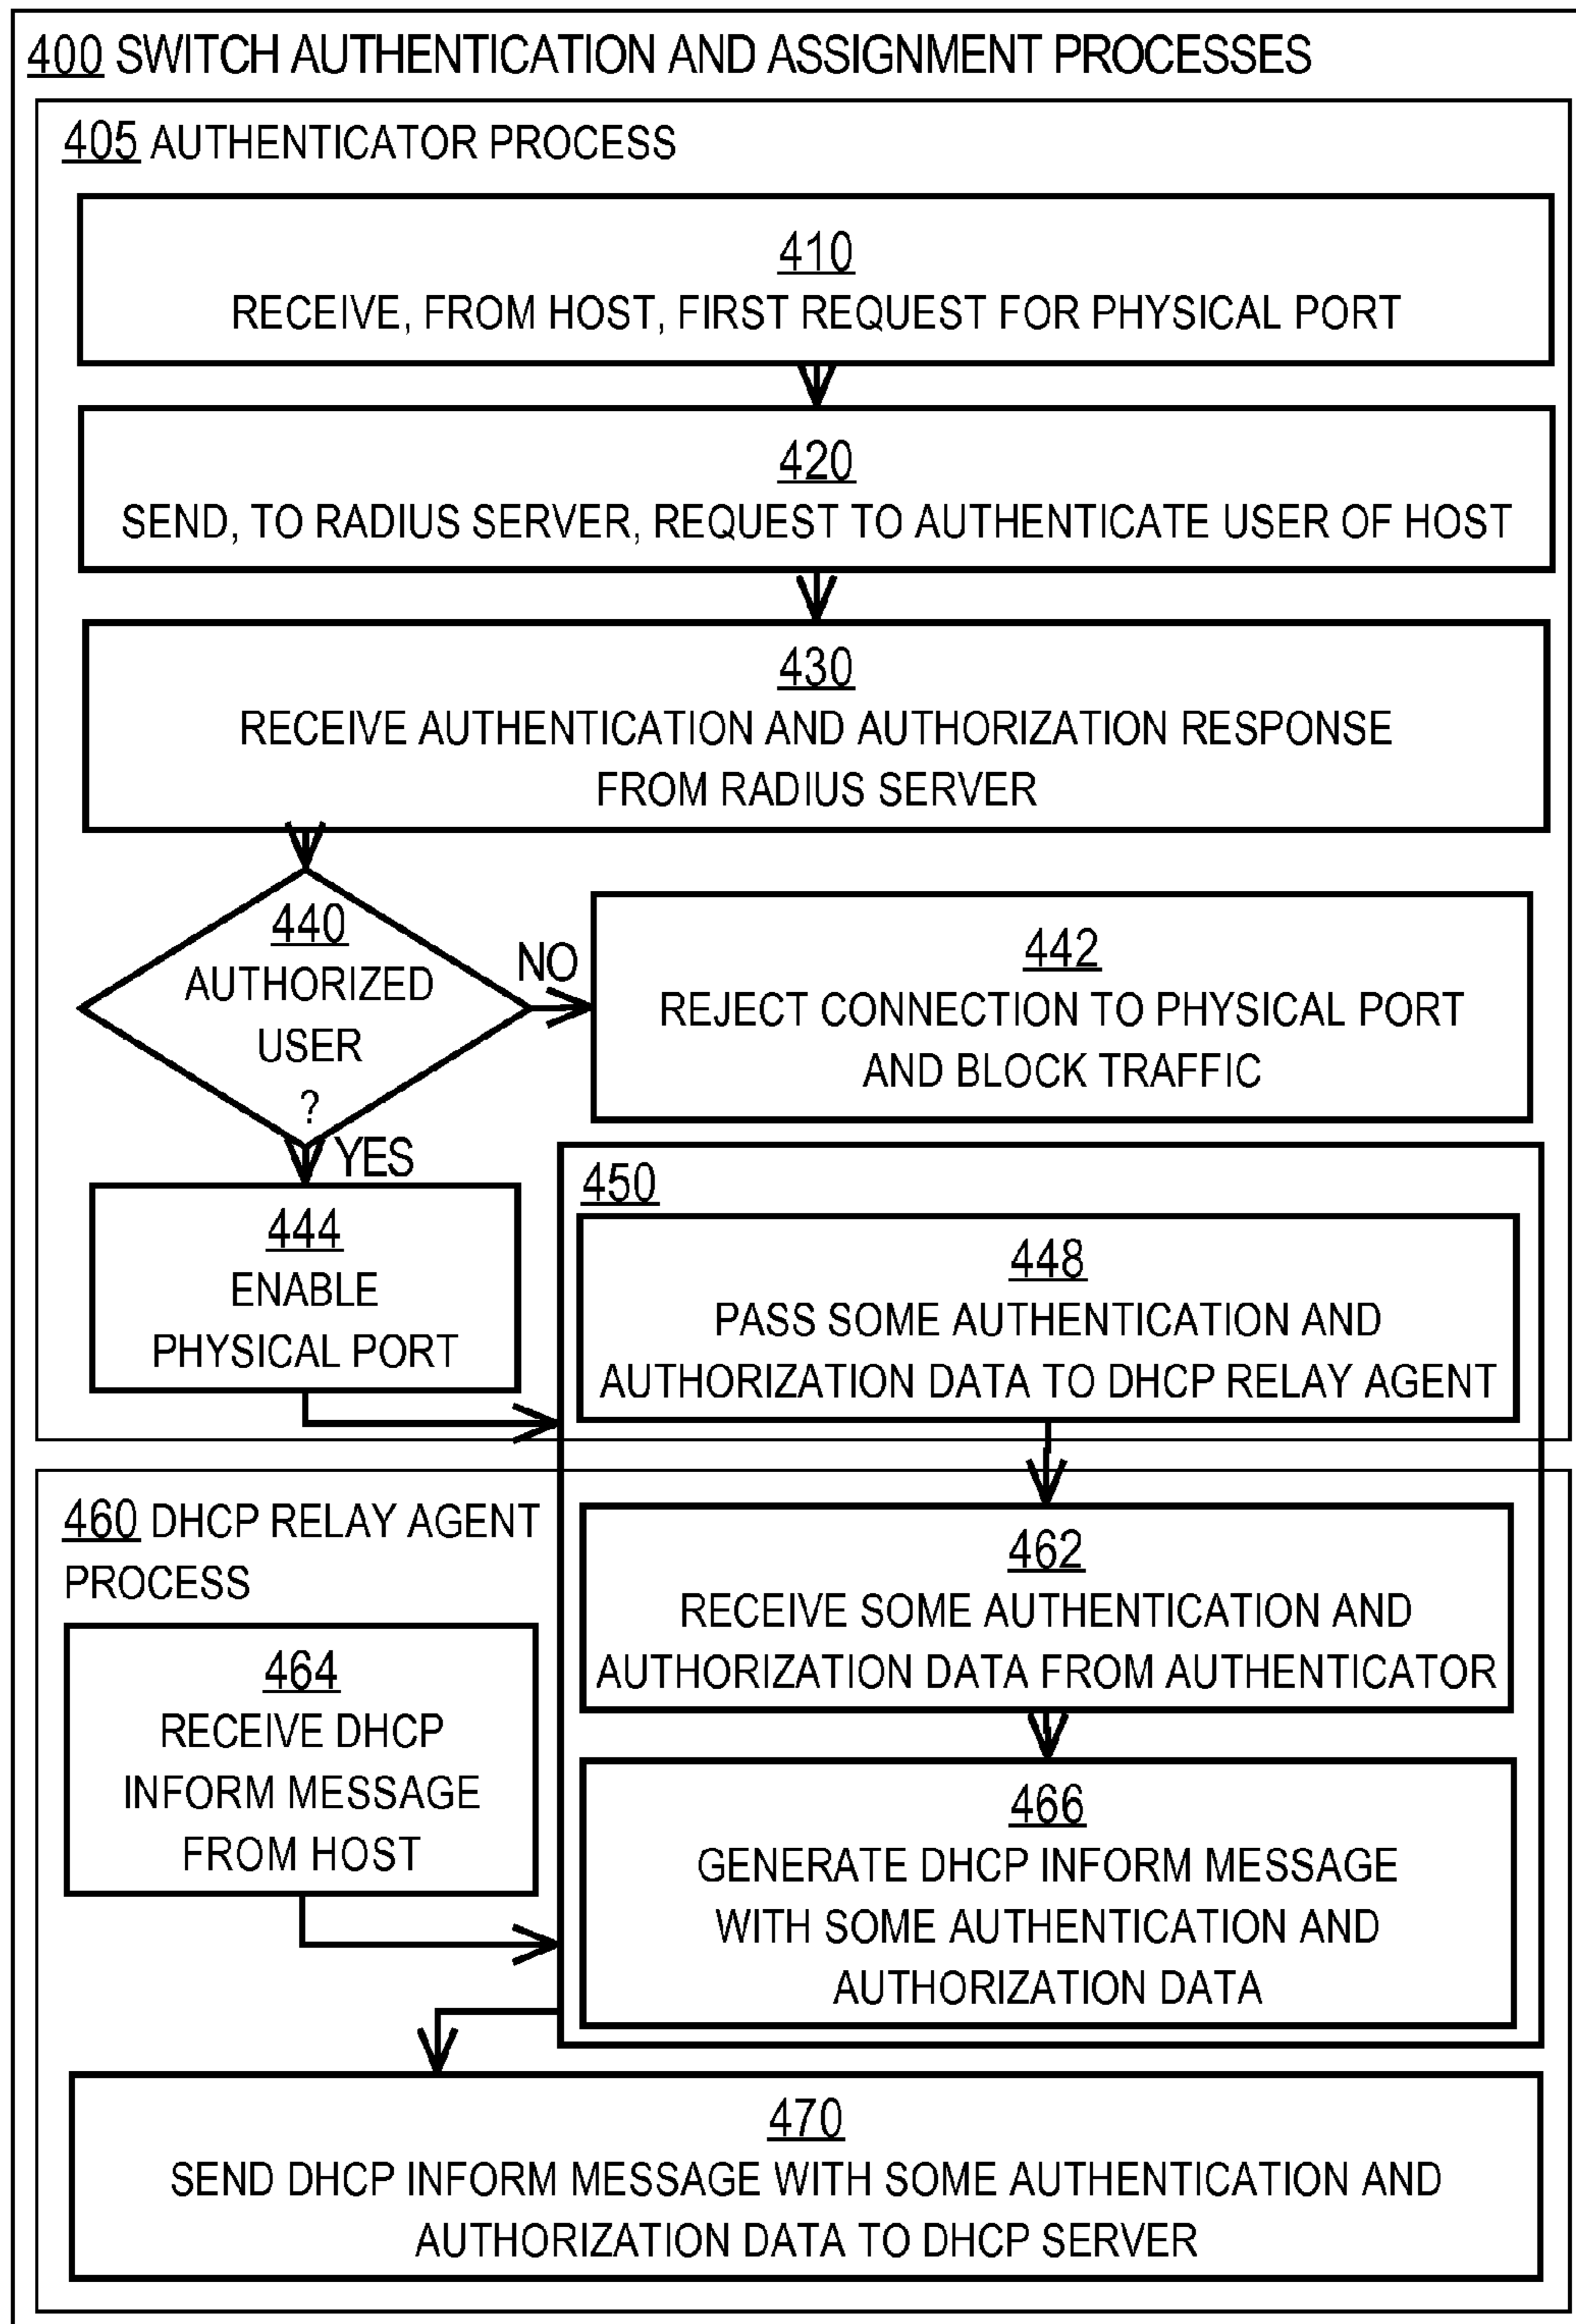 400 SWITCH AUTHENTICATION AND ASSIGNMENT PROCESSES
405 AUTHENTICATOR PROCESS
410
RECEIVE, FROM HOST, FIRST REQUEST FOR PHYSICAL PORT
420
SEND, TO RADIUS SERVER, REQUEST TO AUTHENTICATE USER OF HOST
430
RECEIVE AUTHENTICATION AND AUTHORIZATION RESPONSE
FROM RADIUS SERVER
440
AUTHORIZED
USER
?
NO
442
REJECT CONNECTION TO PHYSICAL PORT
AND BLOCK TRAFFIC
YES
444
ENABLE
PHYSICAL PORT
450
448
PASS SOME AUTHENTICATION AND
AUTHORIZATION DATA TO DHCP RELAY AGENT
460 DHCP RELAY AGENT
PROCESS
462
RECEIVE SOME AUTHENTICATION AND
AUTHORIZATION DATA FROM AUTHENTICATOR
464
RECEIVE DHCP
INFORM MESSAGE
FROM HOST
466
GENERATE DHCP INFORM MESSAGE
WITH SOME AUTHENTICATION AND
AUTHORIZATION DATA
470
SEND DHCP INFORM MESSAGE WITH SOME AUTHENTICATION AND
AUTHORIZATION DATA TO DHCP SERVER